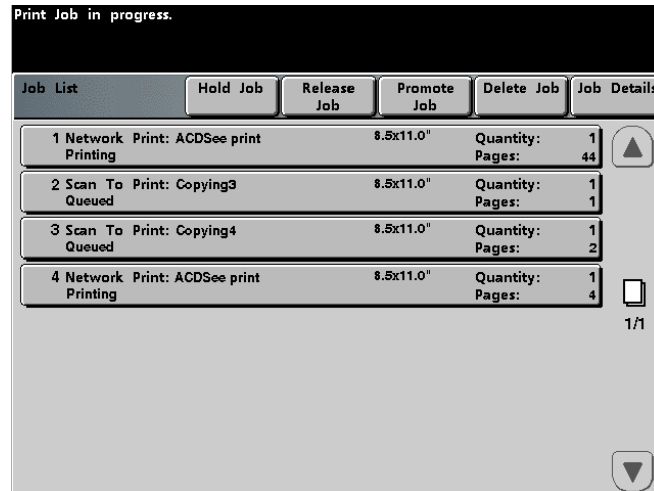 Print Job in progress.
Job List
Hold Job
Release
Job
Promote
Job
Delete Job
Job Details
1 Network Print: ACDSee print 8.5x11.0" Quantity: 1
Printing Pages: 44
2 Scan To Print: Copying3 8.5x11.0" Quantity: 1
Queued Pages: 1
3 Scan To Print: Copying4 8.5x11.0" Quantity: 1
Queued Pages: 2
4 Network Print: ACDSee print 8.5x11.0" Quantity: 1
Printing Pages: 4
1/1